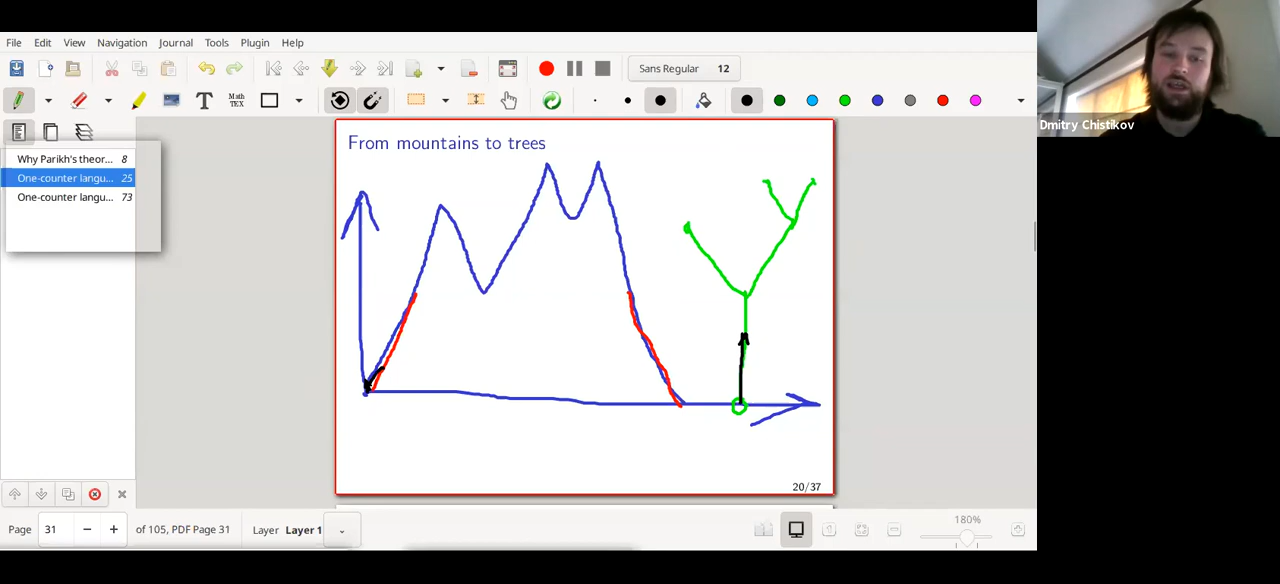 File Edit View Navigation Journal Tools Plugin Help
Sans Regular 12
T Math TEX
Why Parikh's theor... 8
One-counter langu... 25
One-counter langu... 73
From mountains to trees
20/37
Page 31 of 105, PDF Page 31 Layer Layer 1 180%
Dmitry Chistikov